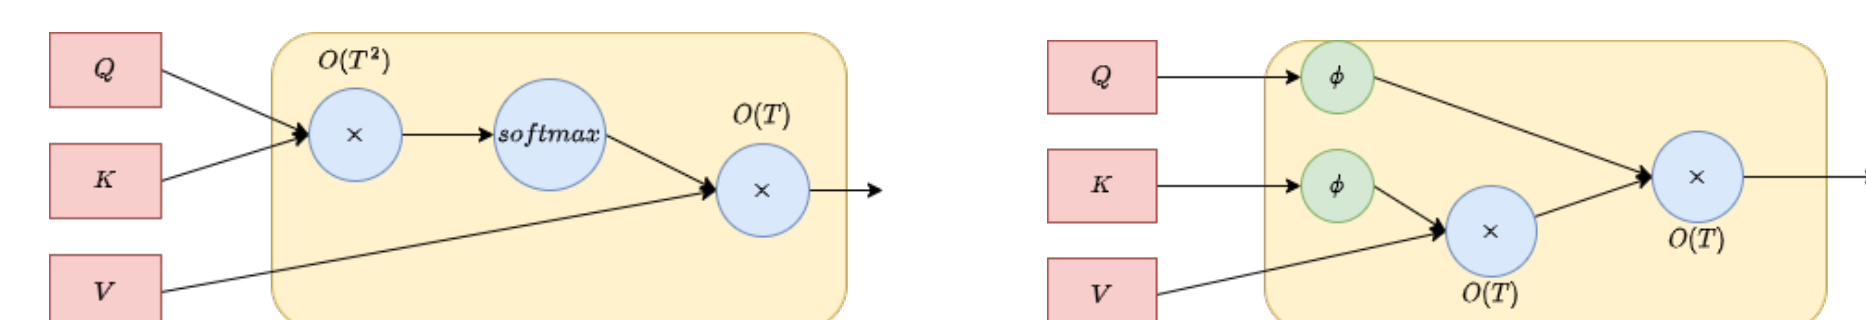 Q
K
V
O(T²)
×
softmax
O(T)
×
Q
K
V
ϕ
ϕ
×
O(T)
×
O(T)